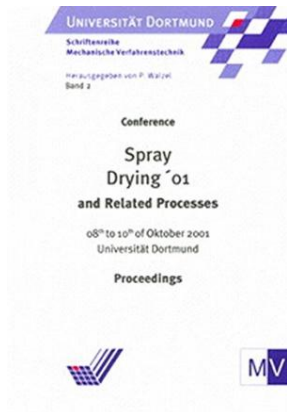 UNIVERSITÄT DORTMUND
Schriftenreihe
Mechanische Verfahrenstechnik
Herausgegeben von P. Walzel
Band 2
Conference
Spray
Drying ´01
and Related Processes
08th to 10th of Oktober 2001
Universität Dortmund
Proceedings
MV